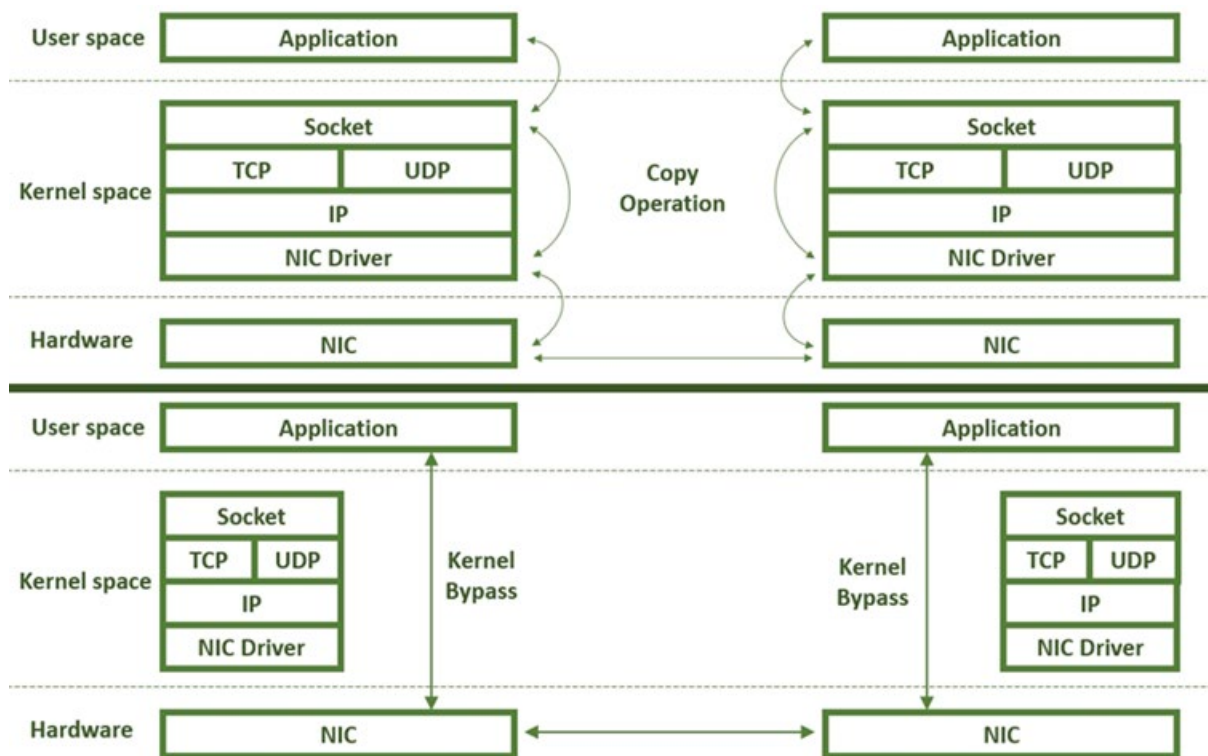 User space
Application
Application
Kernel space
Socket
TCP
UDP
IP
NIC Driver
Copy
Operation
Socket
TCP
UDP
IP
NIC Driver
Hardware
NIC
NIC
User space
Application
Application
Kernel space
Socket
TCP
UDP
IP
NIC Driver
Kernel
Bypass
Kernel
Bypass
Socket
TCP
UDP
IP
NIC Driver
Hardware
NIC
NIC